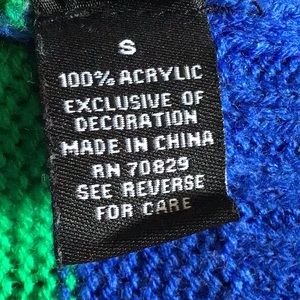 S
100% ACRYLIC
EXCLUSIVE OF
DECORATION
MADE IN CHINA
RN 70829
SEE REVERSE
FOR CARE